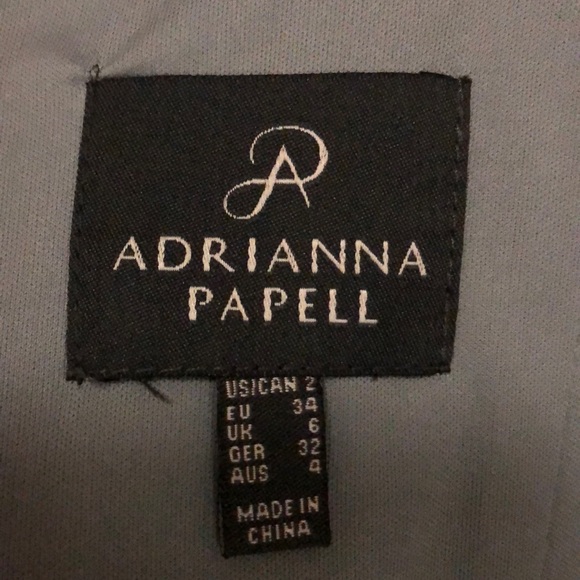 AP
ADRIANNA
PAPELL
US/CAN 2
EU 34
UK 6
GER 32
AUS 4
MADE IN
CHINA